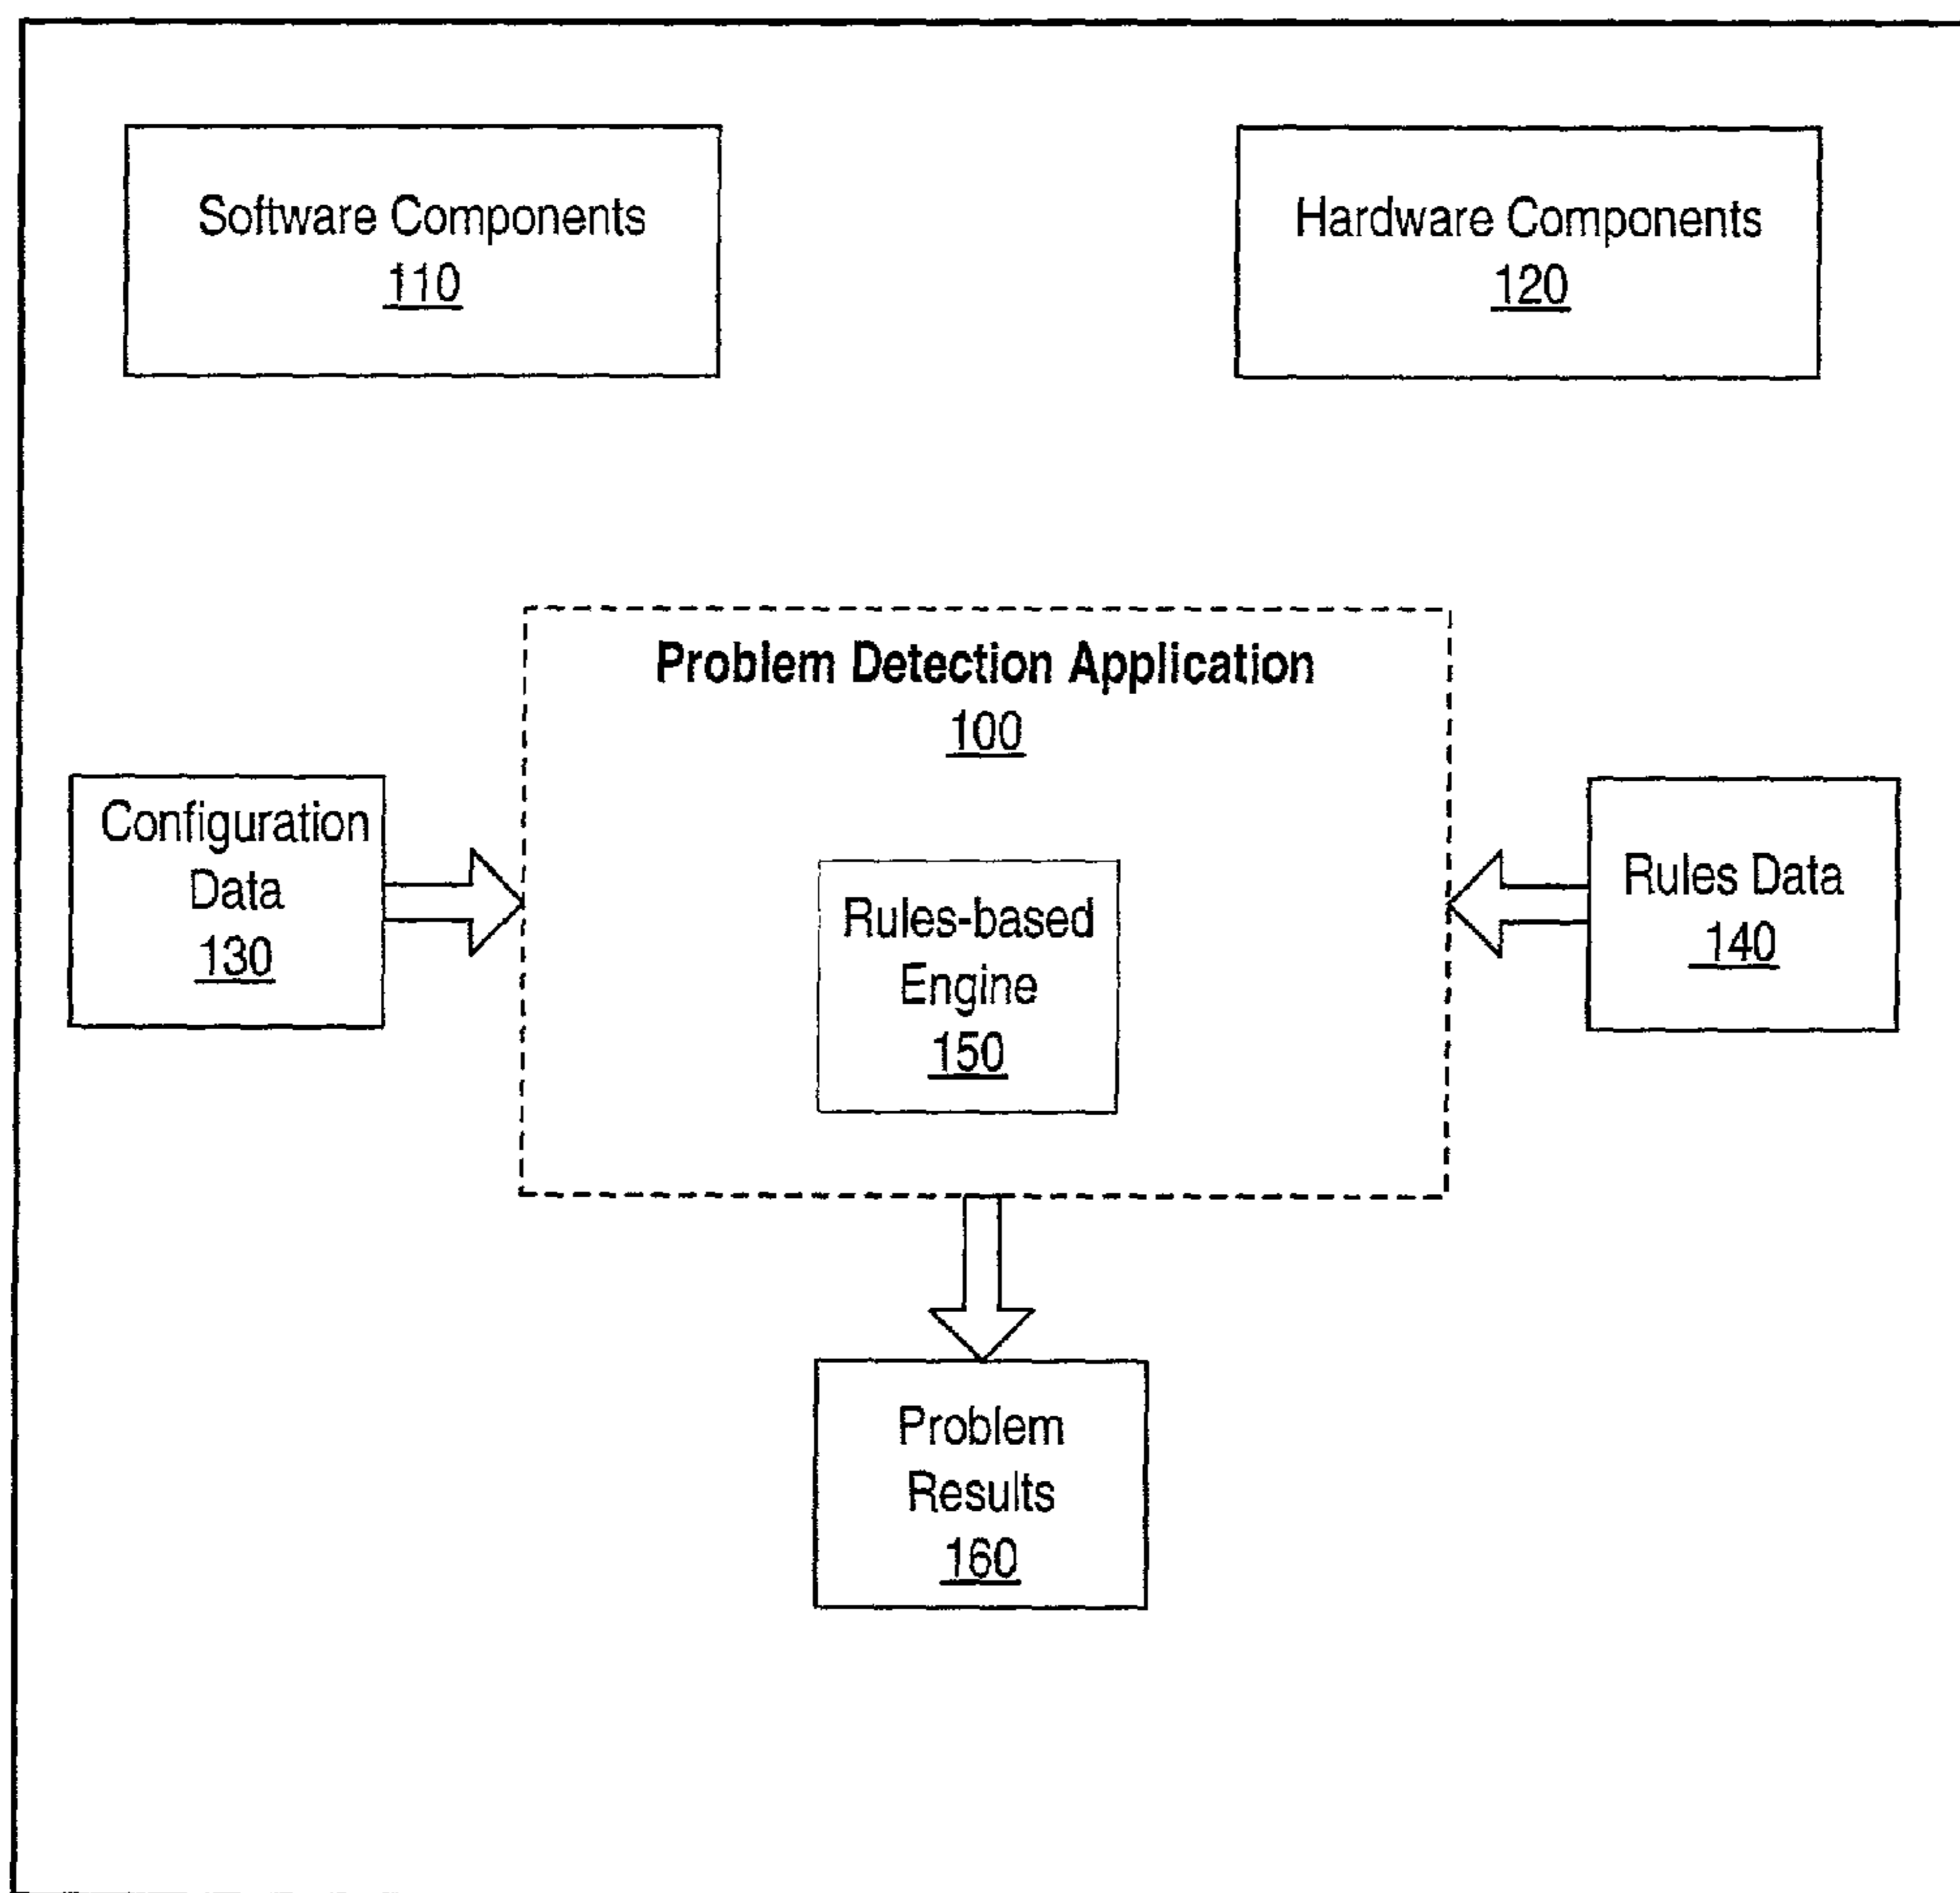 Software Components
110
Hardware Components
120
Problem Detection Application
100
Configuration
Data
130
Rules-based
Engine
150
Rules Data
140
Problem
Results
160